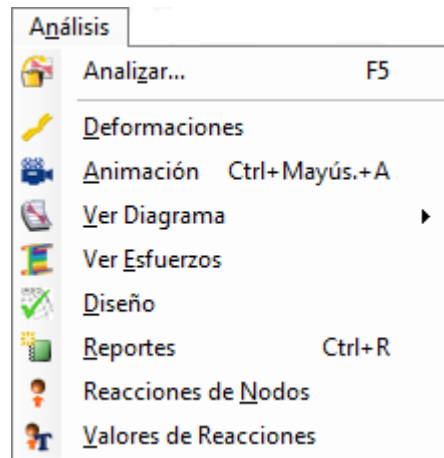 Análisis
Analizar... F5
Deformaciones
Animación Ctrl+Mayús.+A
Ver Diagrama
Ver Esfuerzos
Diseño
Reportes Ctrl+R
Reacciones de Nodos
Valores de Reacciones